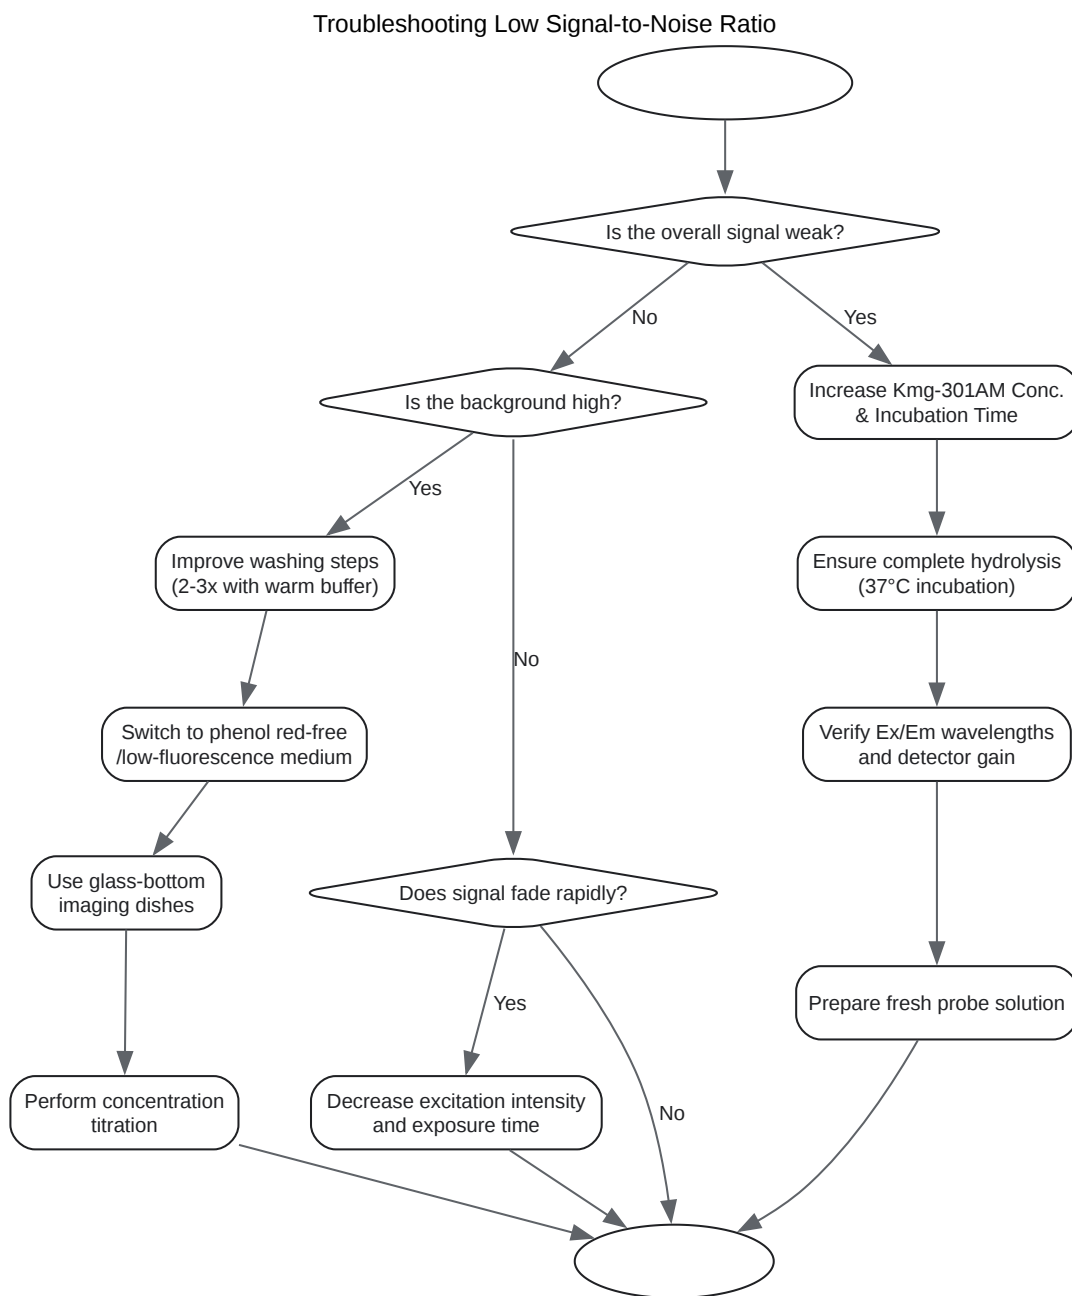 Troubleshooting Low Signal-to-Noise Ratio
Is the overall signal weak?
No
Yes
Is the background high?
Increase Kmg-301AM Conc.
& Incubation Time
Yes
Improve washing steps
(2-3x with warm buffer)
Ensure complete hydrolysis
(37°C incubation)
No
Switch to phenol red-free
/low-fluorescence medium
Verify Ex/Em wavelengths
and detector gain
Use glass-bottom
imaging dishes
Does signal fade rapidly?
Yes
Prepare fresh probe solution
Perform concentration
titration
Decrease excitation intensity
and exposure time
No